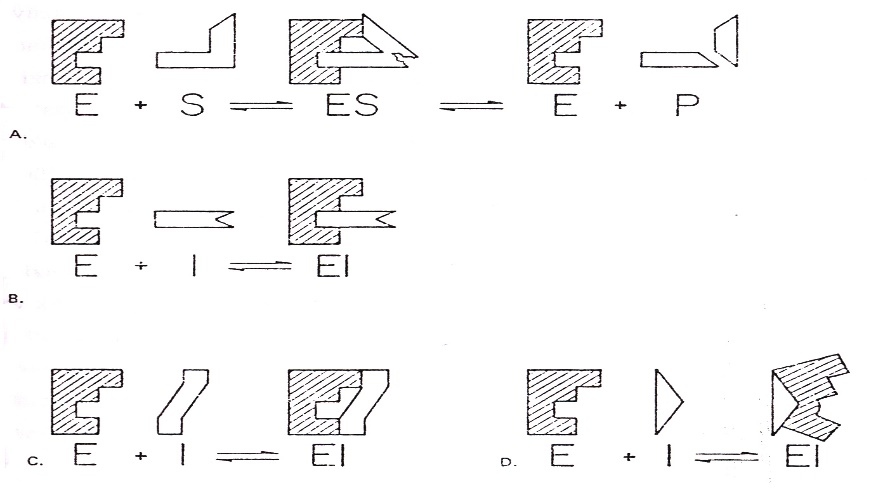 E + S ⇌ ES ⇌ E + P
A.
E + I ⇌ EI
B.
C. E + I ⇌ EI
D. E + I ⇌ EI